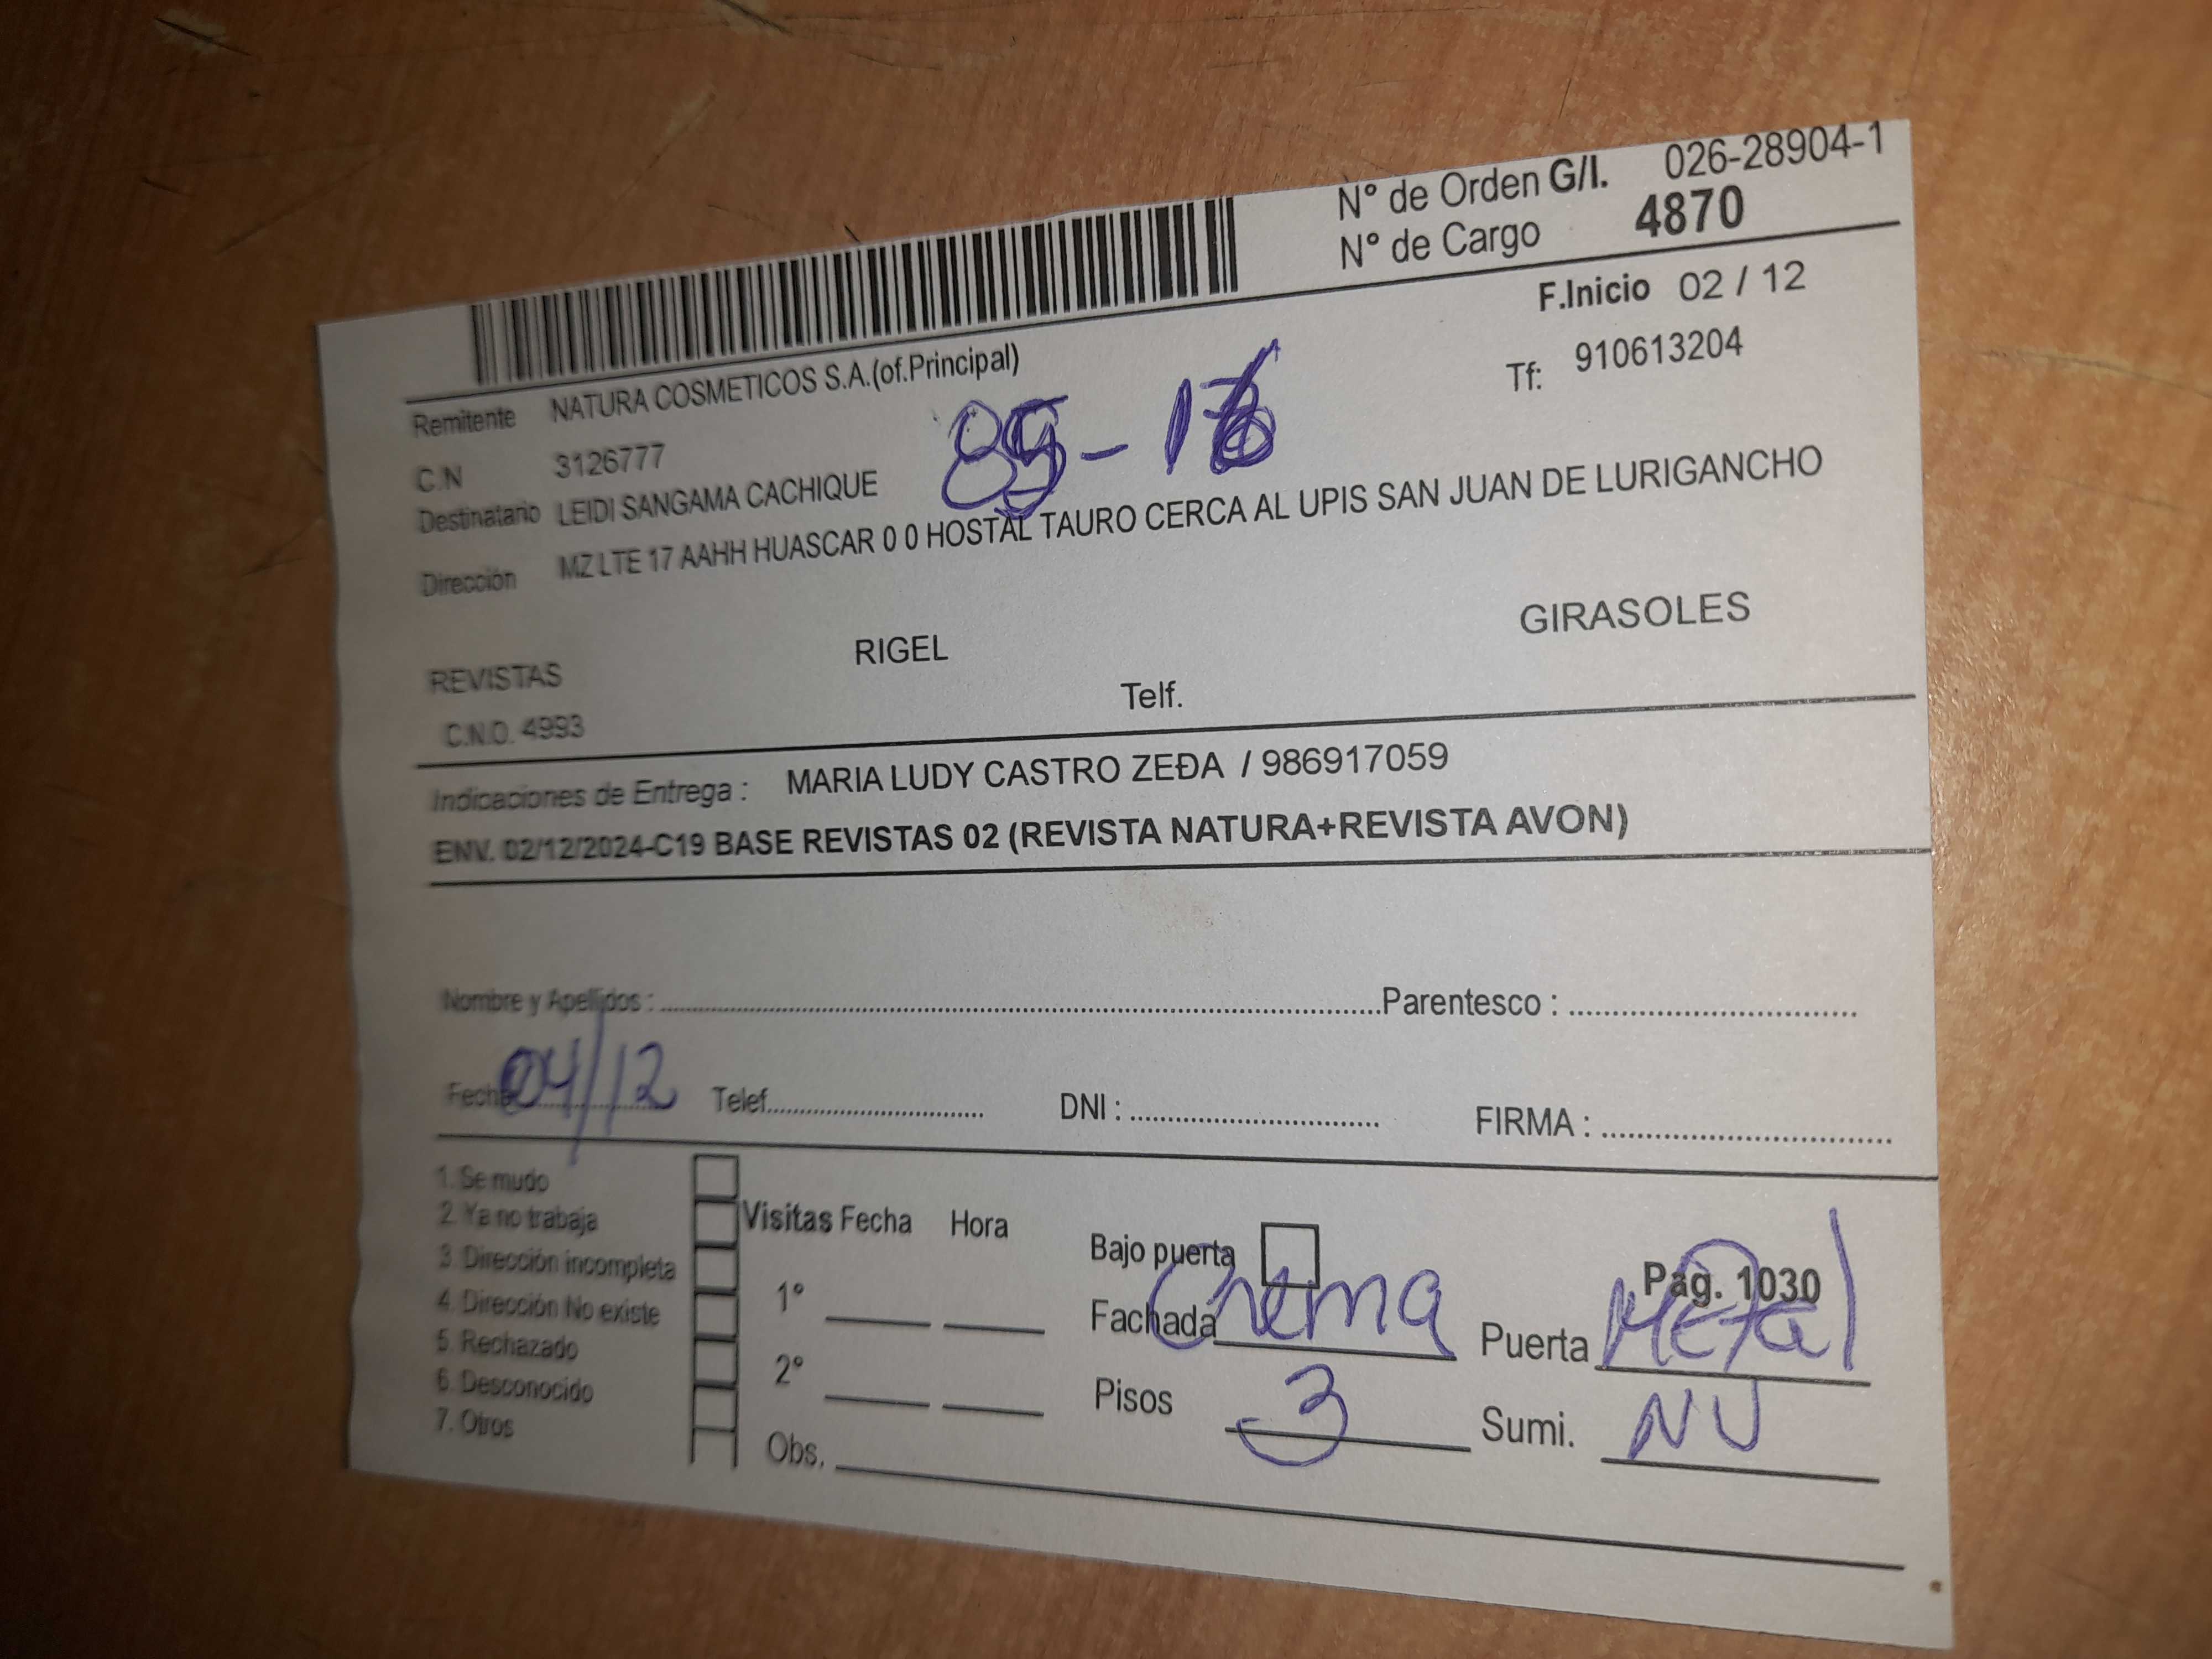 N° de Orden G/I. 026-28904-1
N° de Cargo 4870
F.Inicio 02 / 12
Remitente NATURA COSMETICOS S.A.(of.Principal)
Tf: 910613204
C.N 3126777
Destinatario LEIDI SANGAMA CACHIQUE
Dirección MZ LTE 17 AAHH HUASCAR 0 0 HOSTAL TAURO CERCA AL UPIS SAN JUAN DE LURIGANCHO
REVISTAS RIGEL GIRASOLES
C.N.O. 4993 Telf.
Indicaciones de Entrega : MARIA LUDY CASTRO ZEÐA / 986917059
ENV. 02/12/2024-C19 BASE REVISTAS 02 (REVISTA NATURA+REVISTA AVON)
Nombre y Apellidos : Parentesco :
Fecha 04/12 Telef. DNI : FIRMA :
1. Se mudo
2. Ya no trabaja
3. Dirección incompleta
4. Dirección No existe
5. Rechazado
6. Desconocido
7. Otros
Visitas Fecha Hora
1°
2°
Obs.
Bajo puerta Pag. 1030
Fachada Crema Puerta Metal
Pisos 3 Sumi. NU